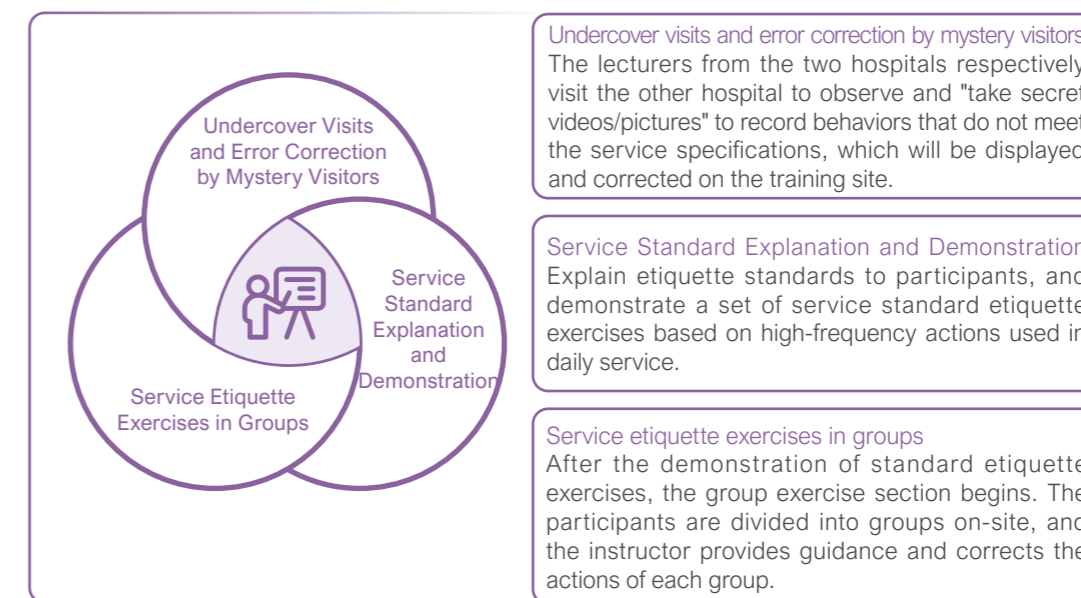 Undercover Visits
and Error Correction
by Mystery Visitors
Service
Standard
Explanation
and
Demonstration
Service Etiquette
Exercises in Groups
Undercover visits and error correction by mystery visitors
The lecturers from the two hospitals respectively
visit the other hospital to observe and "take secret
videos/pictures" to record behaviors that do not meet
the service specifications, which will be displayed
and corrected on the training site.
Service Standard Explanation and Demonstration
Explain etiquette standards to participants, and
demonstrate a set of service standard etiquette
exercises based on high-frequency actions used in
daily service.
Service etiquette exercises in groups
After the demonstration of standard etiquette
exercises, the group exercise section begins. The
participants are divided into groups on-site, and
the instructor provides guidance and corrects the
actions of each group.